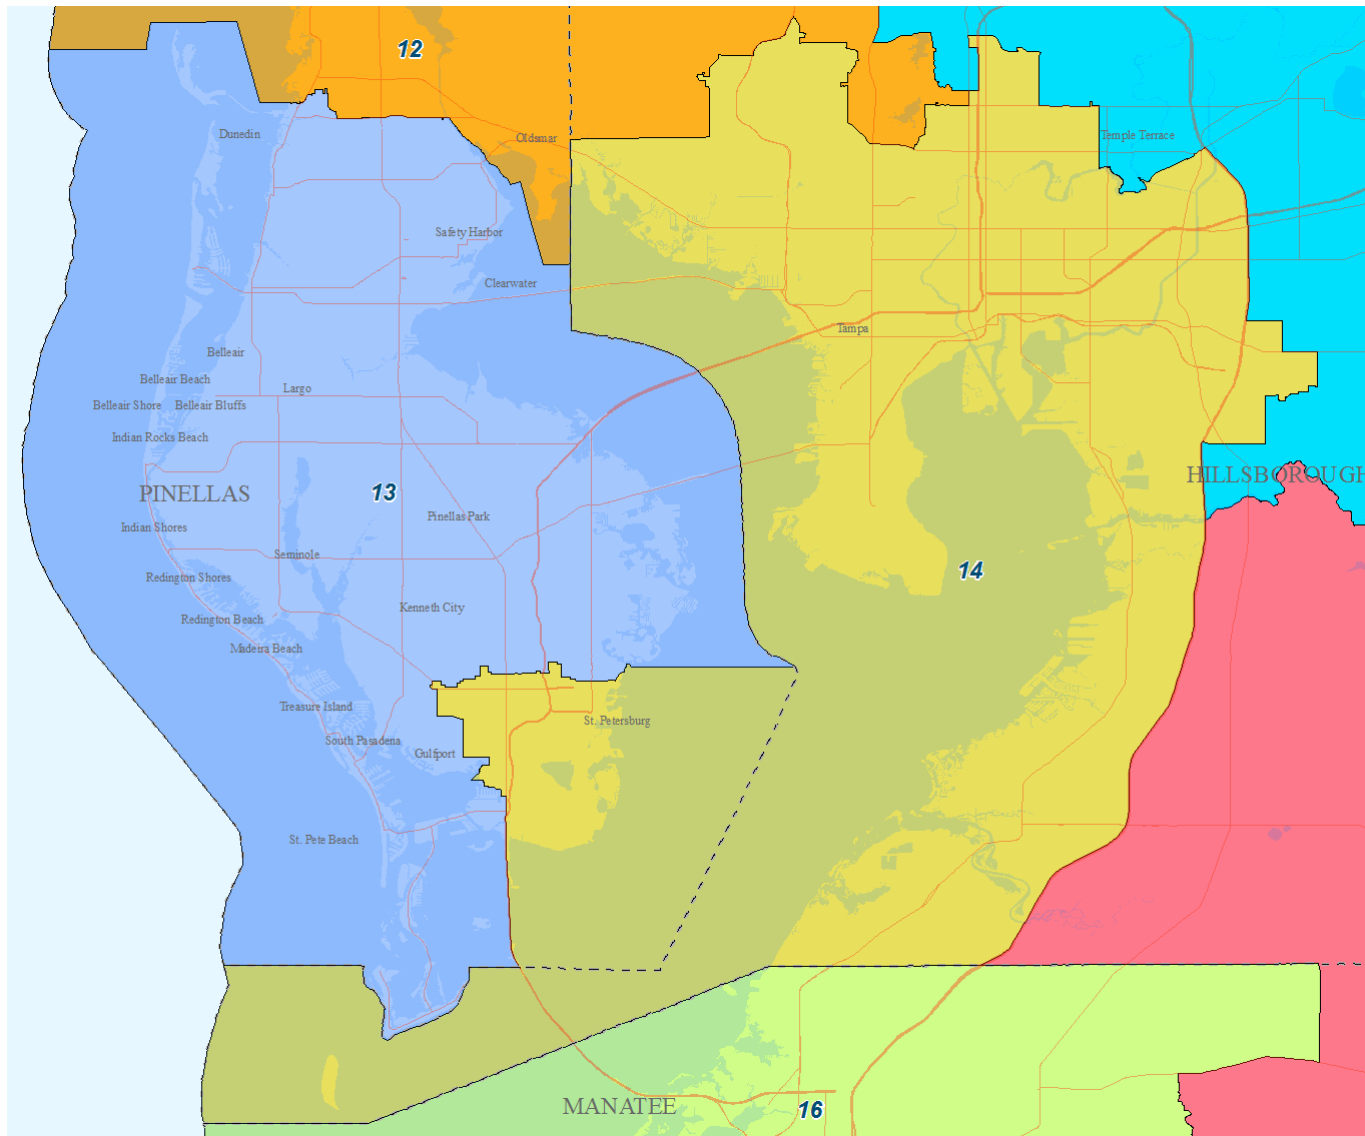 12
Dunedin
Oldsmar
Temple Terrace
Safety Harbor
Clearwater
Tampa
Belleair
Belleair Beach
Largo
Belleair Shore
Belleair Bluffs
Indian Rocks Beach
HILLSBOROUGH
PINELLAS
13
Pinellas Park
Indian Shores
Seminole
14
Redington Shores
Kenneth City
Redington Beach
Madeira Beach
Treasure Island
St. Petersburg
South Pasadena
Gulfport
St. Pete Beach
MANATEE
16